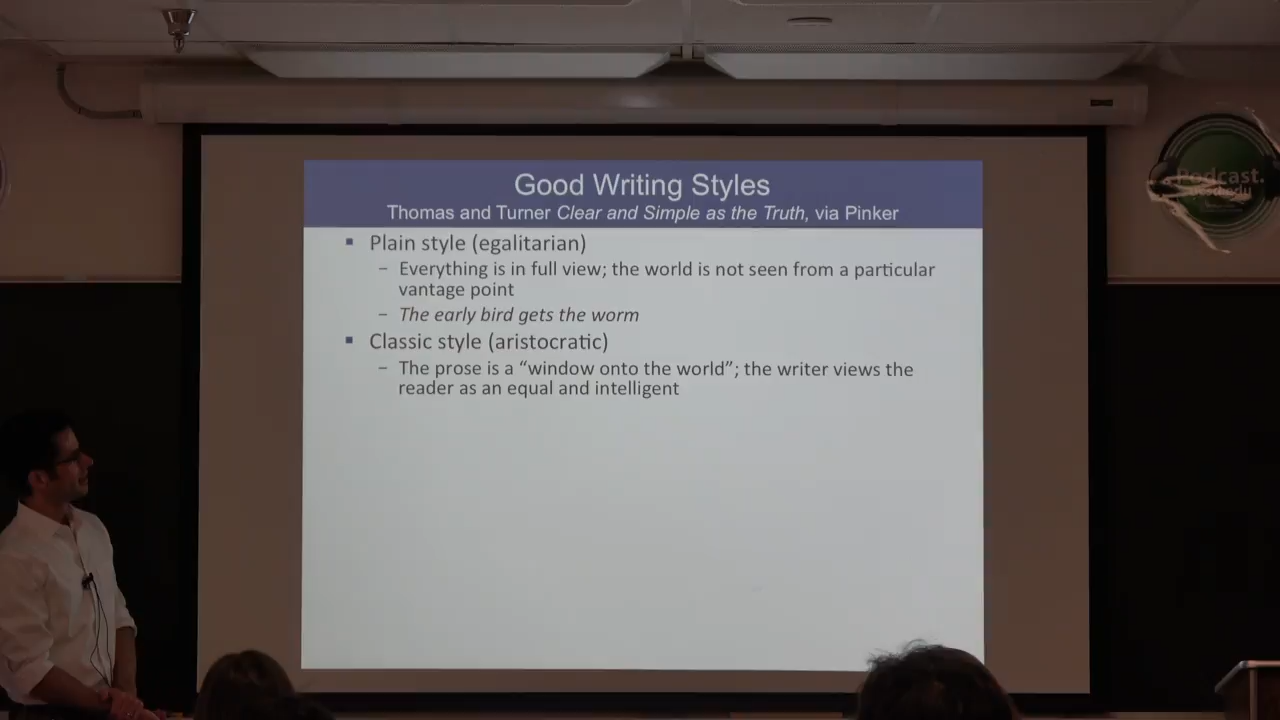 Good Writing Styles
Thomas and Turner Clear and Simple as the Truth, via Pinker
▪ Plain style (egalitarian)
– Everything is in full view; the world is not seen from a particular
vantage point
– The early bird gets the worm
▪ Classic style (aristocratic)
– The prose is a “window onto the world”; the writer views the
reader as an equal and intelligent
Podcast.